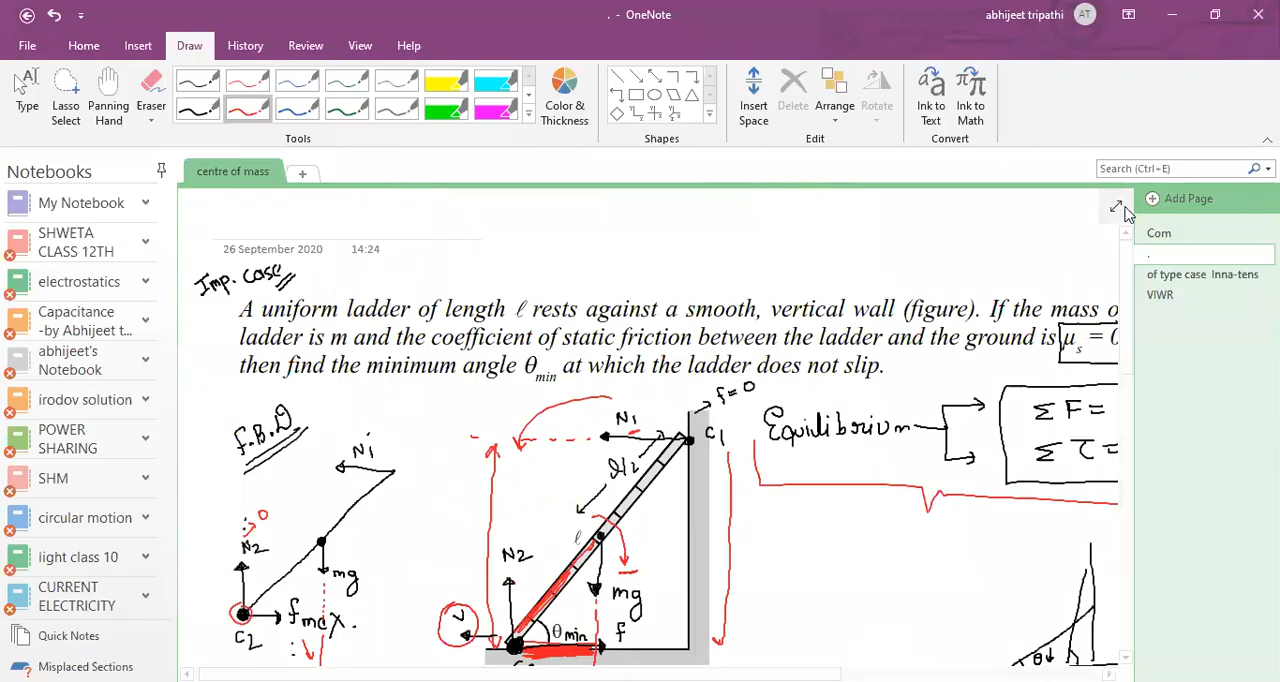 . - OneNote
abhijeet tripathi
AT
File
Home
Insert
Draw
History
Review
View
Help
Type
Lasso Select
Panning Hand
Eraser
Color & Thickness
Insert Space
Delete
Arrange
Rotate
Ink to Text
Ink to Math
Tools
Shapes
Edit
Convert
Notebooks
My Notebook
SHWETA CLASS 12TH
electrostatics
Capacitance -by Abhijeet t...
abhijeet's Notebook
irodov solution
POWER SHARING
SHM
circular motion
light class 10
CURRENT ELECTRICITY
Quick Notes
Misplaced Sections
centre of mass
Search (Ctrl+E)
Add Page
Com
.
of type case Inna-tens
VIWR
26 September 2020 14:24
Imp. case
A uniform ladder of length ℓ rests against a smooth, vertical wall (figure). If the mass o
ladder is m and the coefficient of static friction between the ladder and the ground is μs = 0
then find the minimum angle θmin at which the ladder does not slip.
F.B.D
N1
N2
mg
fmax.
C2
N1
f=0
C1
ℓ/2
ℓ
N2
mg
v
θmin
f
Equilibrium
Σ F =
Σ τ =
θ↓